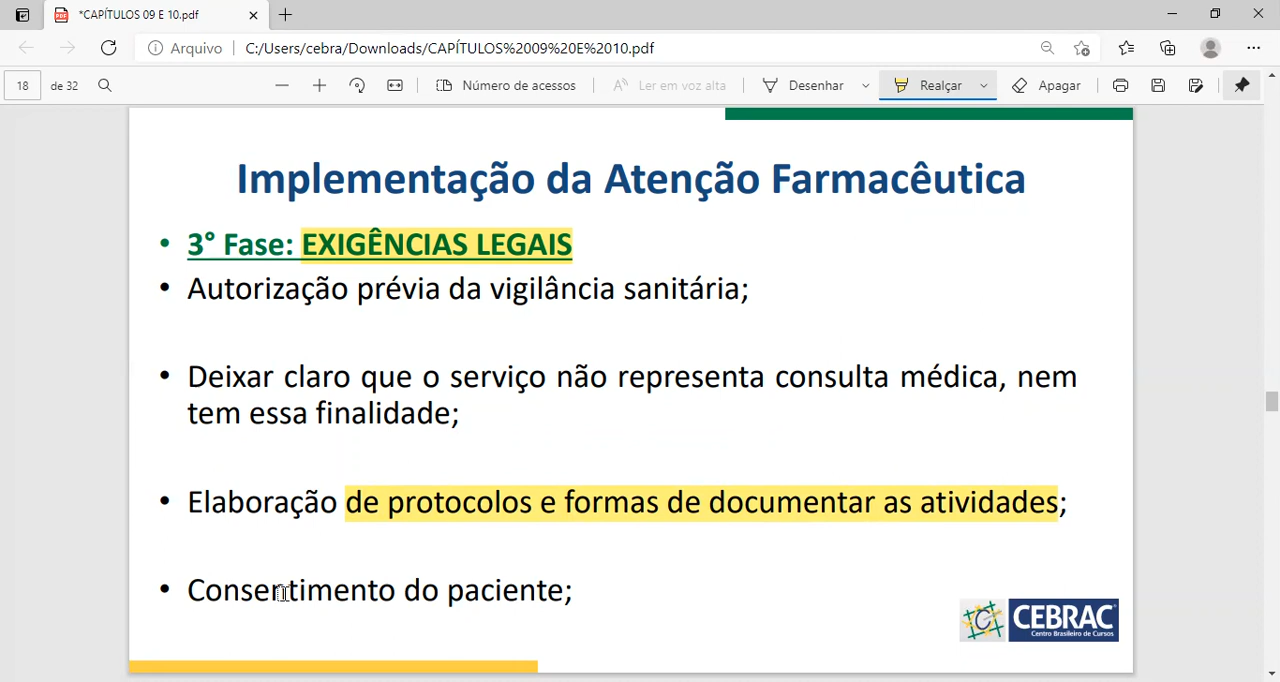 *CAPÍTULOS 09 E 10.pdf
Arquivo C:/Users/cebra/Downloads/CAPÍTULOS%2009%20E%2010.pdf
18 de 32 Número de acessos Ler em voz alta Desenhar Realçar Apagar
Implementação da Atenção Farmacêutica
• 3° Fase: EXIGÊNCIAS LEGAIS
• Autorização prévia da vigilância sanitária;
• Deixar claro que o serviço não representa consulta médica, nem
tem essa finalidade;
• Elaboração de protocolos e formas de documentar as atividades;
• Consentimento do paciente;
CEBRAC
Centro Brasileiro de Cursos